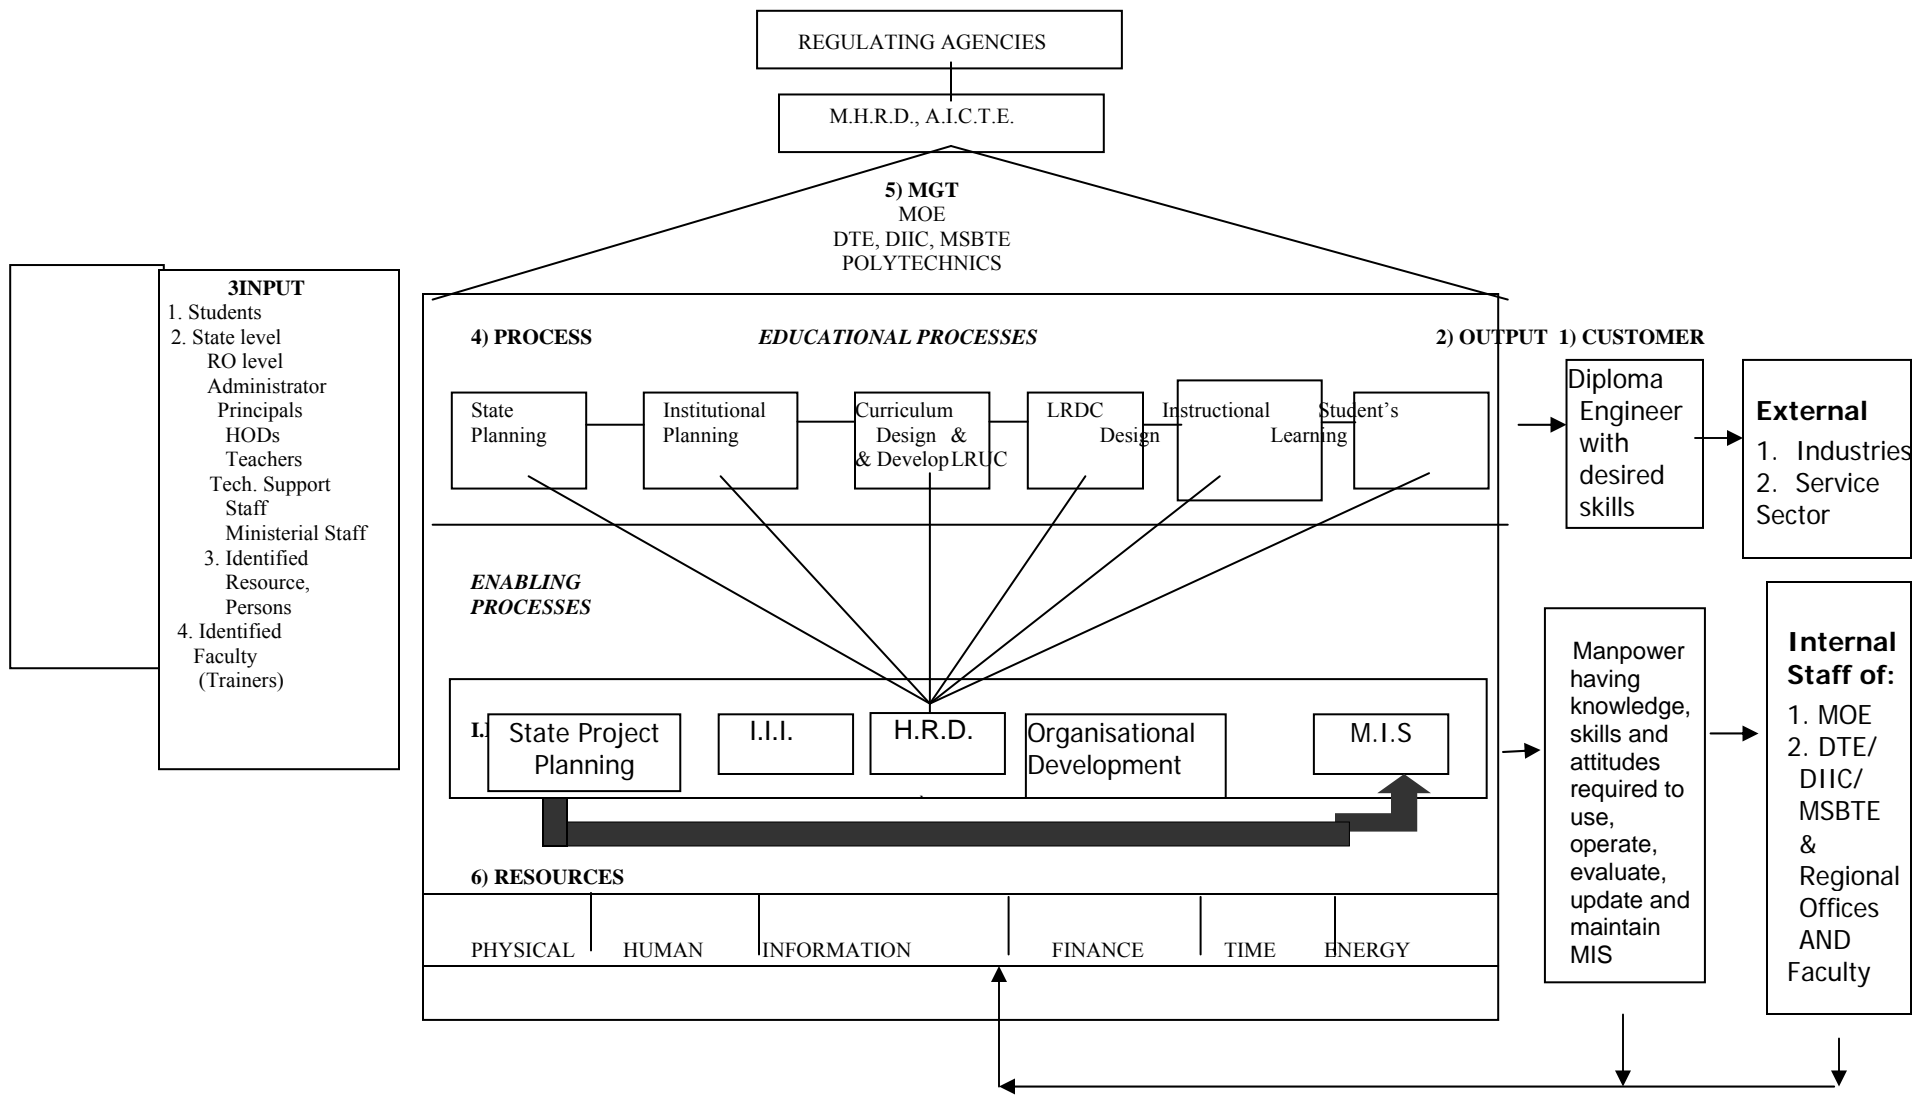 REGULATING AGENCIES
M.H.R.D., A.I.C.T.E.
5) MGT
MOE
DTE, DIIC, MSBTE
POLYTECHNICS
3INPUT
1. Students
2. State level
RO level
Administrator
Principals
HODs
Teachers
Tech. Support
Staff
Ministerial Staff
3. Identified
Resource,
Persons
4. Identified
Faculty
(Trainers)
4) PROCESS EDUCATIONAL PROCESSES 2) OUTPUT 1) CUSTOMER
State Institutional Curriculum LRDC Instructional Student's
Planning Planning Design & Design Learning
& Develop LRUC
Diploma
Engineer
with
desired
skills
External
1. Industries
2. Service
Sector
ENABLING
PROCESSES
State Project
Planning
I.I.I.
H.R.D.
Organisational
Development
M.I.S
Manpower
having
knowledge,
skills and
attitudes
required to
use,
operate,
evaluate,
update and
maintain
MIS
Internal
Staff of:
1. MOE
2. DTE/
DIIC/
MSBTE
&
Regional
Offices
AND
Faculty
6) RESOURCES
PHYSICAL HUMAN INFORMATION FINANCE TIME ENERGY